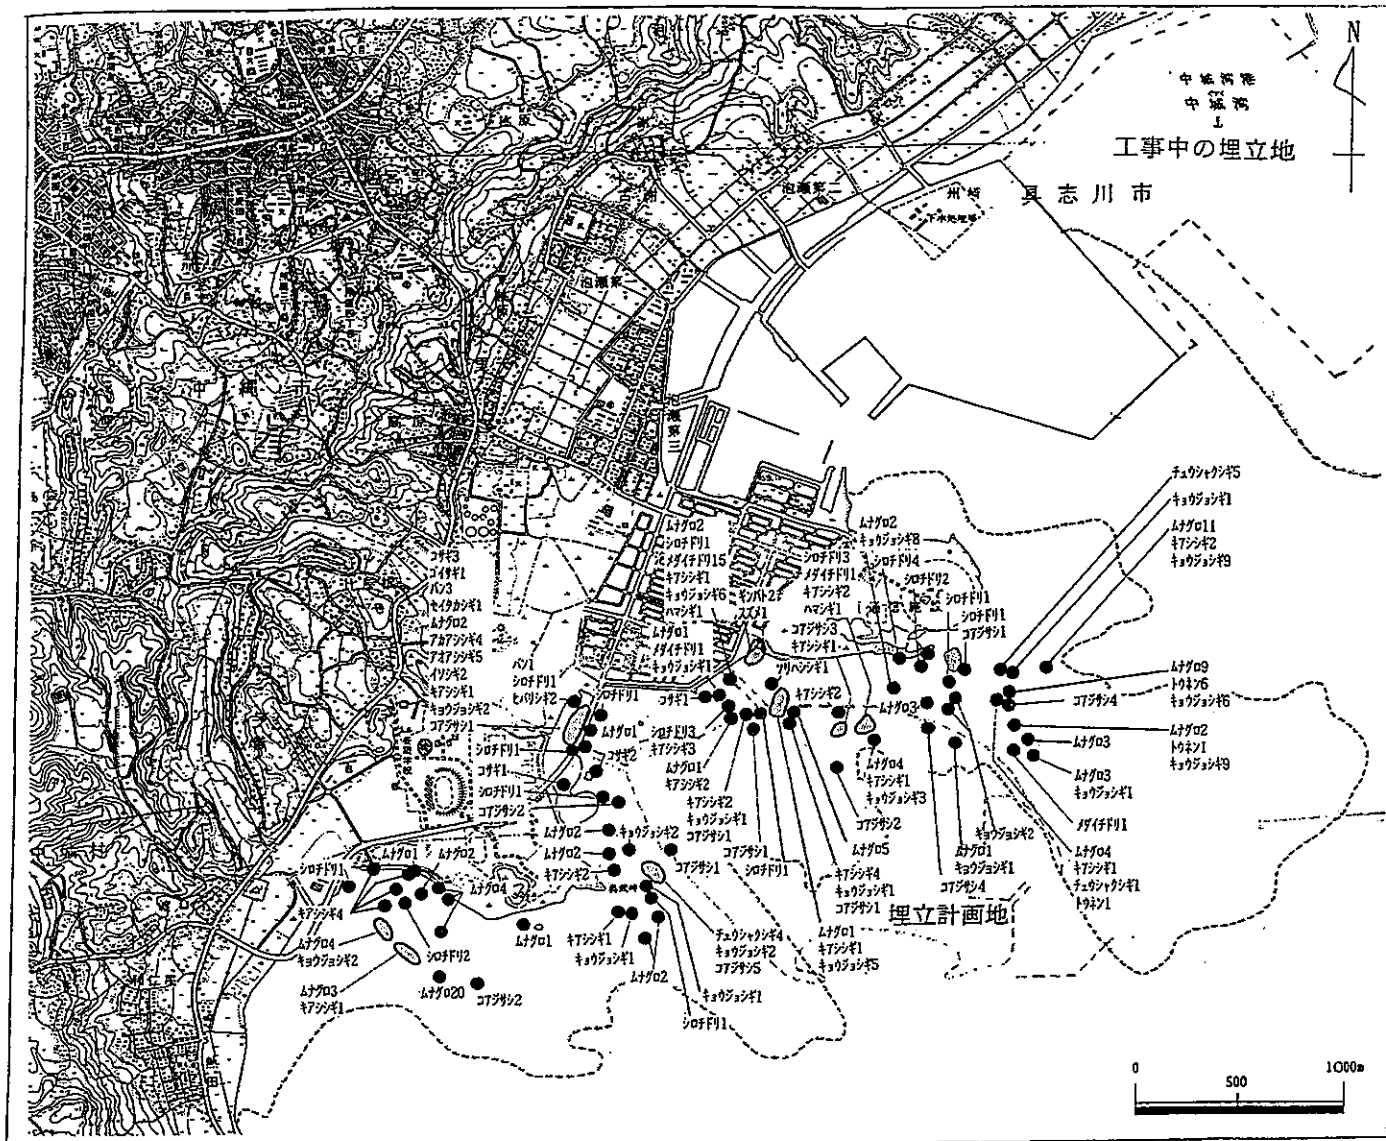 N
中城湾港
中城湾
工事中の埋立地
具志川市
州崎
下水処理場
泡瀬第二
泡瀬第一
泡瀬第三
沖縄市
チュウシャクシギ5
キョウジョシギ1
ムナグロ11
キアシシギ2
キョウジョシギ9
ムナグロ2
シロチドリ1
メダイチドリ15
キアシシギ1
キョウジョシギ6
ハマシギ1
ムナグロ1
メダイチドリ1
キョウジョシギ1
ギンバト2
スズメ1
ムナグロ2
キョウジョシギ8
シロチドリ3
シロチドリ4
メダイチドリ1
キアシシギ2
ハマシギ1
シロチドリ2
シロチドリ1
シロチドリ1
コアジサシ1
コアジサシ3
キアシシギ1
ソリハシシギ1
コサギ3
ゴイサギ1
バン3
セイタカシギ1
ムナグロ2
アカアシシギ4
アオアシシギ5
イソシギ2
キアシシギ1
キョウジョシギ2
コアジサシ1
バン1
シロチドリ1
ヒバリシギ2
シロチドリ1
コサギ1
キアシシギ2
ムナグロ3
コアジサシ4
ムナグロ9
トウネン6
キョウジョシギ6
ムナグロ2
トウネン1
キョウジョシギ9
ムナグロ3
ムナグロ3
キョウジョシギ1
メダイチドリ1
ムナグロ4
キアシシギ1
チュウシャクシギ1
トウネン1
シロチドリ1
ムナグロ1
コサギ2
シロチドリ3
キアシシギ3
ムナグロ1
キアシシギ2
コサギ1
シロチドリ1
コアジサシ2
キアシシギ2
キョウジョシギ1
コアジサシ1
ムナグロ4
キアシシギ1
キョウジョシギ3
コアジサシ2
キョウジョシギ2
ムナグロ1
キョウジョシギ1
コアジサシ4
ムナグロ2
キョウジョシギ2
ムナグロ2
キアシシギ2
コアジサシ1
コアジサシ1
シロチドリ1
ムナグロ5
キアシシギ4
キョウジョシギ1
コアジサシ1
埋立計画地
ムナグロ1
ムナグロ2
シロチドリ1
ムナグロ4
キアシシギ4
ムナグロ4
キョウジョシギ2
シロチドリ2
ムナグロ3
キアシシギ1
ムナグロ20
コアジサシ2
ムナグロ1
キアシシギ1
キョウジョシギ1
ムナグロ2
チュウシャクシギ4
キョウジョシギ2
コアジサシ5
キョウジョシギ1
シロチドリ1
ムナグロ1
キアシシギ1
キョウジョシギ5
0
500
1000m